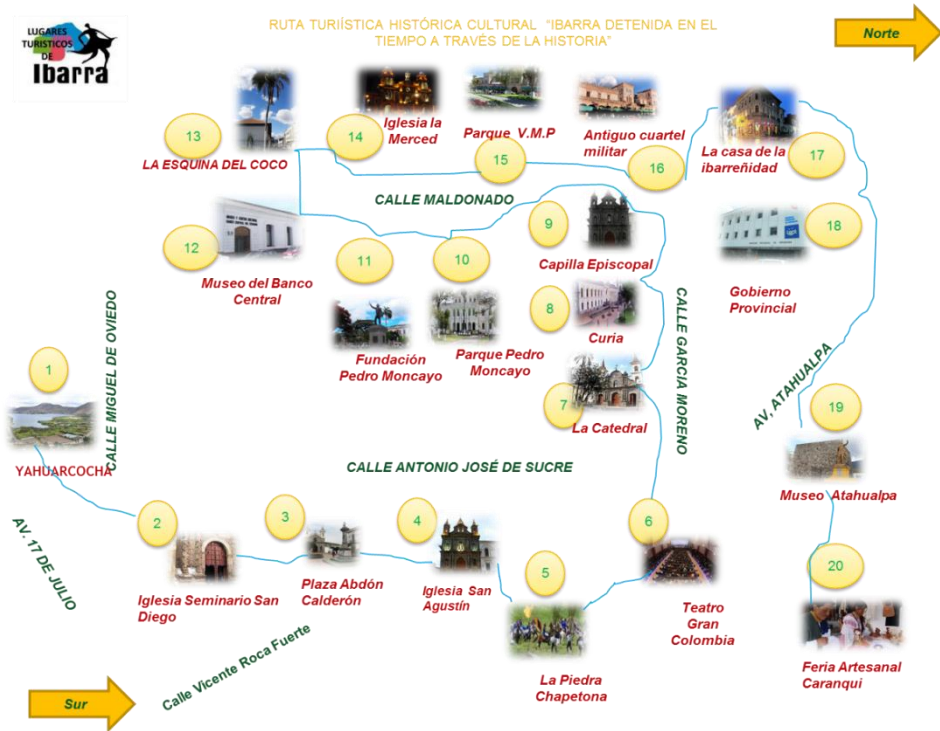 LUGARES
TURISTICOS
DE
Ibarra
RUTA TURIÍSTICA HISTÓRICA CULTURAL “IBARRA DETENIDA EN EL
TIEMPO A TRAVÉS DE LA HISTORIA”
Norte
13
LA ESQUINA DEL COCO
14
Iglesia la
Merced
Parque V.M.P
15
Antiguo cuartel
militar
16
La casa de la
ibarreñidad
17
CALLE MALDONADO
12
Museo del Banco
Central
11
Fundación
Pedro Moncayo
10
Parque Pedro
Moncayo
9
Capilla Episcopal
8
Curia
7
La Catedral
18
Gobierno
Provincial
CALLE GARCIA MORENO
AV, ATAHUALPA
CALLE MIGUEL DE OVIEDO
1
YAHUARCOCHA
19
Museo Atahualpa
CALLE ANTONIO JOSÉ DE SUCRE
AV. 17 DE JULIO
2
Iglesia Seminario San
Diego
3
Plaza Abdón
Calderón
4
Iglesia San
Agustín
5
La Piedra
Chapetona
6
Teatro
Gran
Colombia
20
Feria Artesanal
Caranqui
Calle Vicente Roca Fuerte
Sur